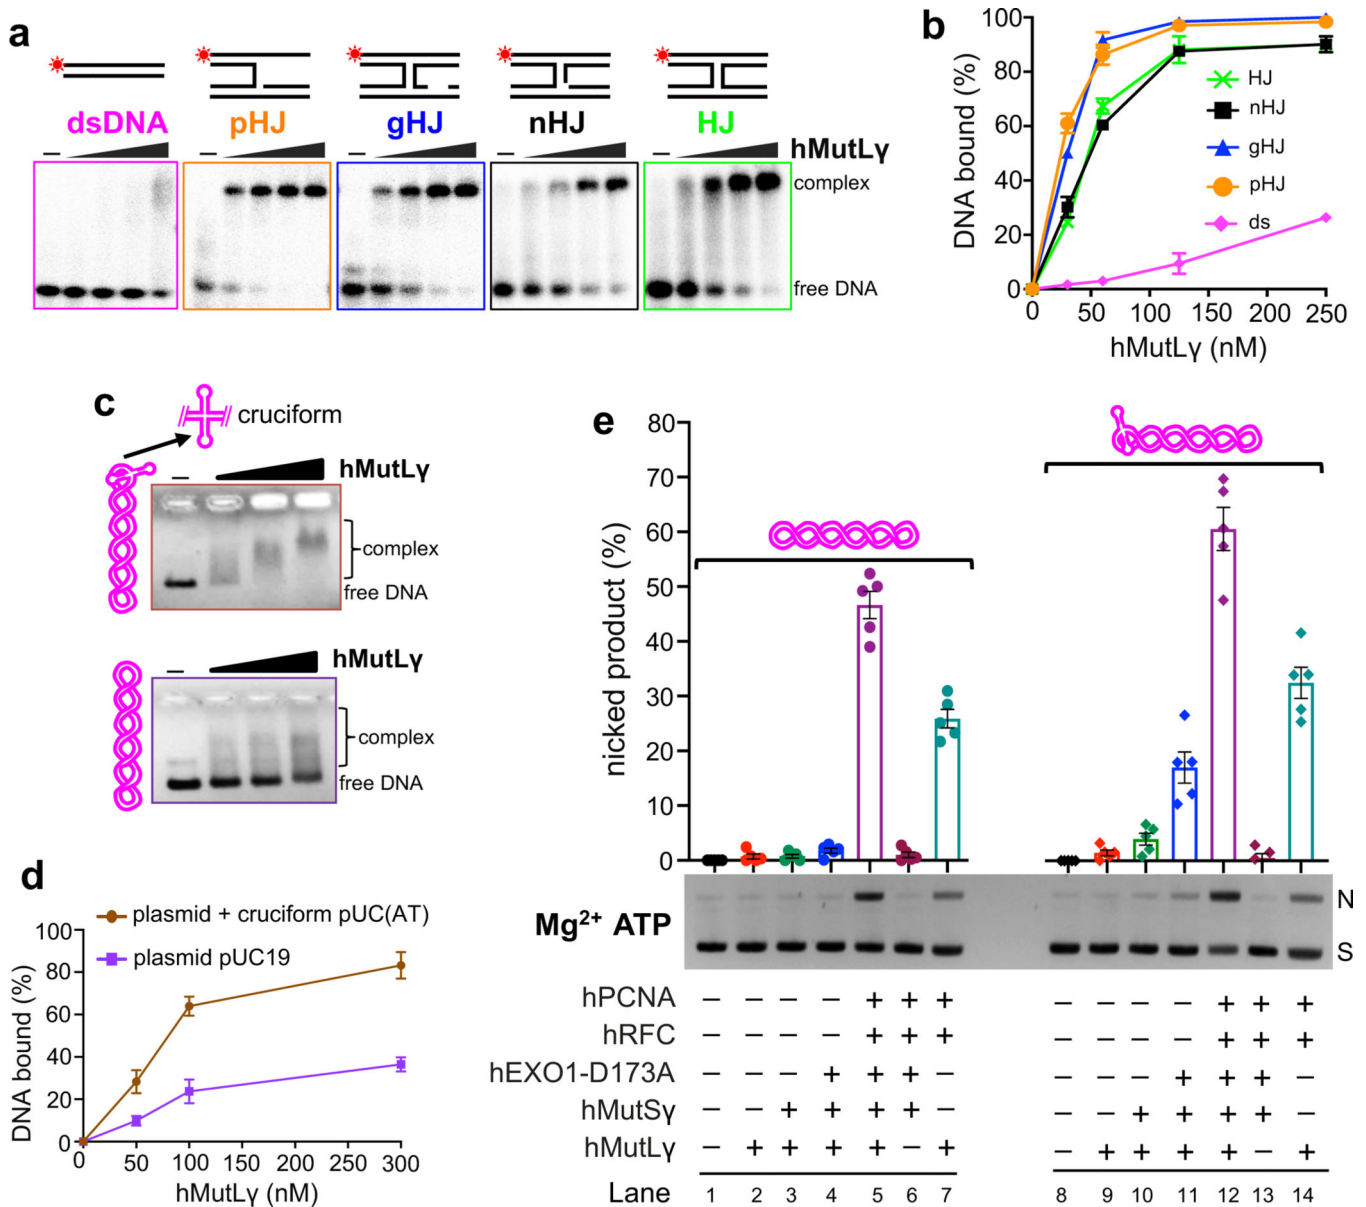 a
dsDNA pHJ gHJ nHJ HJ
hMutLγ
– – – – –
complex
free DNA
b
DNA bound (%)
100
80
60
40
20
0
0 50 100 150 200 250
hMutLγ (nM)
HJ
nHJ
gHJ
pHJ
ds
c
cruciform
– hMutLγ
complex
free DNA
– hMutLγ
complex
free DNA
d
plasmid + cruciform pUC(AT)
plasmid pUC19
DNA bound (%)
100
80
60
40
20
0
0 50 100 150 200 250 300
hMutLγ (nM)
e
nicked product (%)
80
70
60
50
40
30
20
10
0
N
Mg²⁺ ATP
S
hPCNA – – – – + + + – – – – + + +
hRFC – – – – + + + – – – – + + +
hEXO1-D173A – – – + + + – – – – + + + –
hMutSγ – – + + + + – – – + + + + –
hMutLγ – + + + + – + – + + + + – +
Lane 1 2 3 4 5 6 7 8 9 10 11 12 13 14